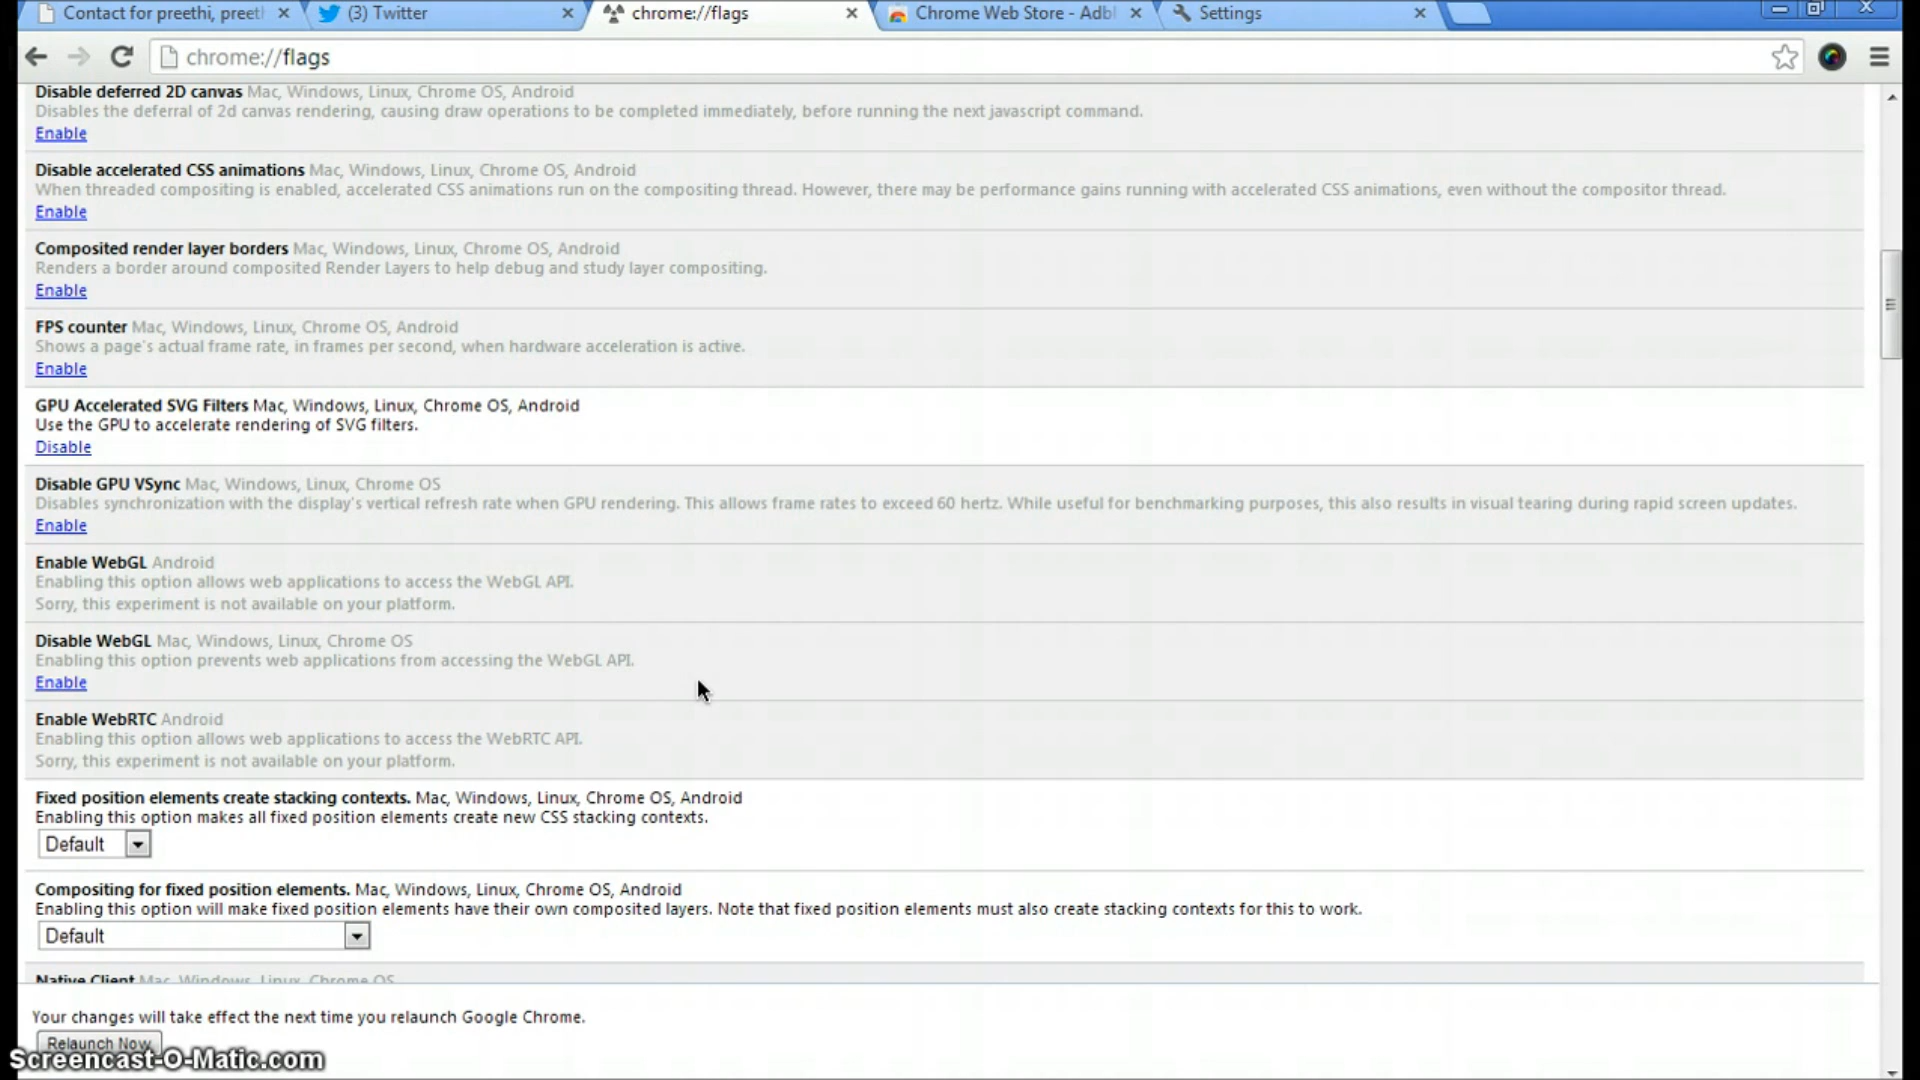 Contact for preethi, preet
(3) Twitter
chrome://flags
Chrome Web Store - Adbl
Settings
chrome://flags
Disable deferred 2D canvas Mac, Windows, Linux, Chrome OS, Android
Disables the deferral of 2d canvas rendering, causing draw operations to be completed immediately, before running the next javascript command.
Enable
Disable accelerated CSS animations Mac, Windows, Linux, Chrome OS, Android
When threaded compositing is enabled, accelerated CSS animations run on the compositing thread. However, there may be performance gains running with accelerated CSS animations, even without the compositor thread.
Enable
Composited render layer borders Mac, Windows, Linux, Chrome OS, Android
Renders a border around composited Render Layers to help debug and study layer compositing.
Enable
FPS counter Mac, Windows, Linux, Chrome OS, Android
Shows a page's actual frame rate, in frames per second, when hardware acceleration is active.
Enable
GPU Accelerated SVG Filters Mac, Windows, Linux, Chrome OS, Android
Use the GPU to accelerate rendering of SVG filters.
Disable
Disable GPU VSync Mac, Windows, Linux, Chrome OS
Disables synchronization with the display's vertical refresh rate when GPU rendering. This allows frame rates to exceed 60 hertz. While useful for benchmarking purposes, this also results in visual tearing during rapid screen updates.
Enable
Enable WebGL Android
Enabling this option allows web applications to access the WebGL API.
Sorry, this experiment is not available on your platform.
Disable WebGL Mac, Windows, Linux, Chrome OS
Enabling this option prevents web applications from accessing the WebGL API.
Enable
Enable WebRTC Android
Enabling this option allows web applications to access the WebRTC API.
Sorry, this experiment is not available on your platform.
Fixed position elements create stacking contexts. Mac, Windows, Linux, Chrome OS, Android
Enabling this option makes all fixed position elements create new CSS stacking contexts.
Default
Compositing for fixed position elements. Mac, Windows, Linux, Chrome OS, Android
Enabling this option will make fixed position elements have their own composited layers. Note that fixed position elements must also create stacking contexts for this to work.
Default
Native Client Mac, Windows, Linux, Chrome OS
Your changes will take effect the next time you relaunch Google Chrome.
Relaunch Now
Screencast-O-Matic.com